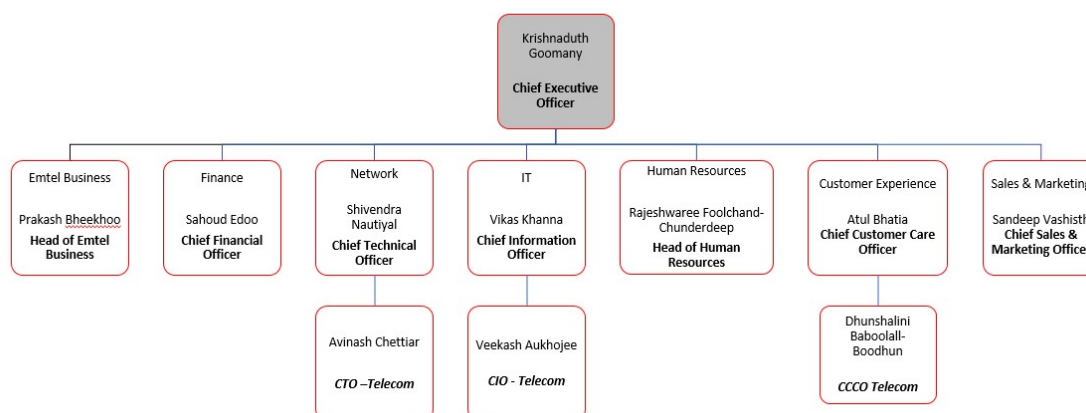 Krishnaduth
Goomany
Chief Executive
Officer
Emtel Business
Prakash Bheekhoo
Head of Emtel
Business
Finance
Sahoud Edoo
Chief Financial
Officer
Network
Shivendra
Nautiyal
Chief Technical
Officer
IT
Vikas Khanna
Chief Information
Officer
Human Resources
Rajeshwaree Foolchand-
Chunderdeep
Head of Human
Resources
Customer Experience
Atul Bhatia
Chief Customer Care
Officer
Sales & Marketing
Sandeep Vashisth
Chief Sales &
Marketing Office
Avinash Chettiar
CTO –Telecom
Veekash Aukhojee
CIO - Telecom
Dhunshalini
Baboolall-
Boodhun
CCCO Telecom